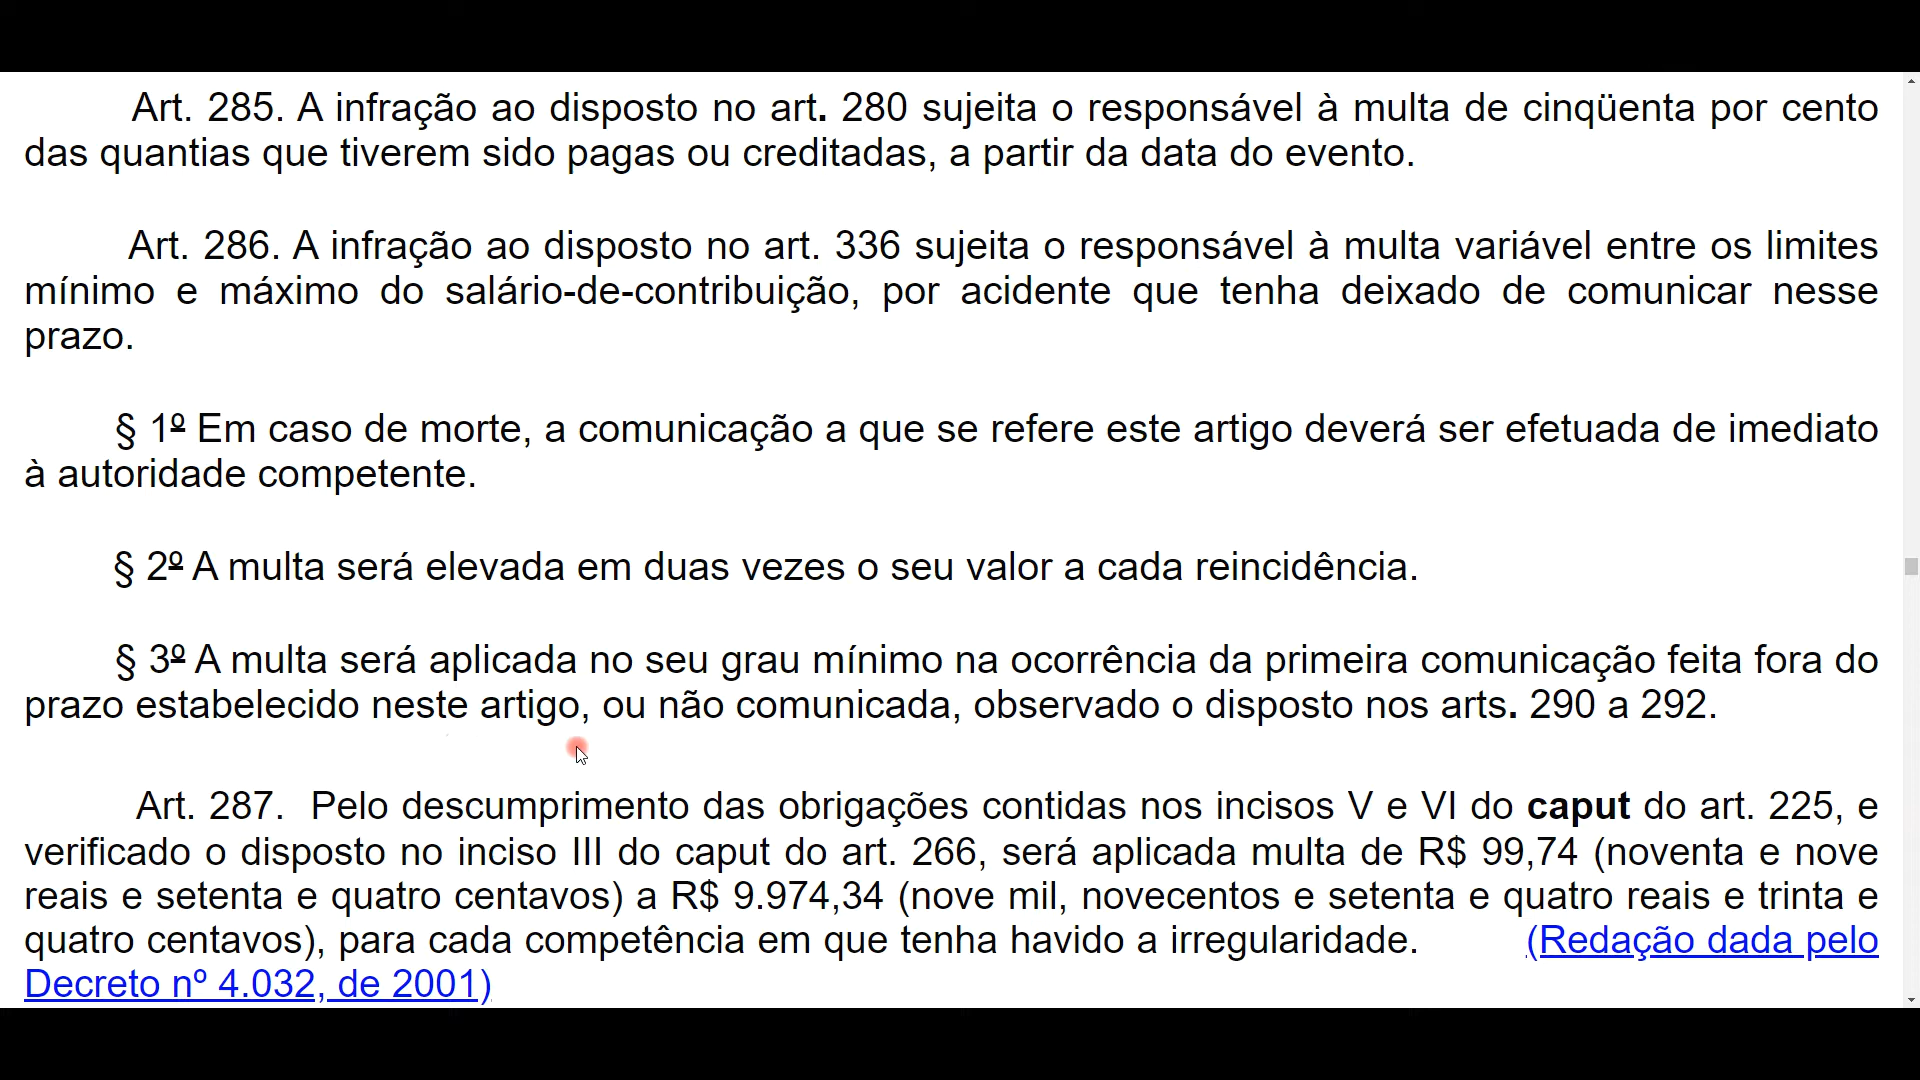 Art. 285. A infração ao disposto no art. 280 sujeita o responsável à multa de cinqüenta por cento
das quantias que tiverem sido pagas ou creditadas, a partir da data do evento.
Art. 286. A infração ao disposto no art. 336 sujeita o responsável à multa variável entre os limites
mínimo e máximo do salário-de-contribuição, por acidente que tenha deixado de comunicar nesse
prazo.
§ 1º Em caso de morte, a comunicação a que se refere este artigo deverá ser efetuada de imediato
à autoridade competente.
§ 2º A multa será elevada em duas vezes o seu valor a cada reincidência.
§ 3º A multa será aplicada no seu grau mínimo na ocorrência da primeira comunicação feita fora do
prazo estabelecido neste artigo, ou não comunicada, observado o disposto nos arts. 290 a 292.
Art. 287. Pelo descumprimento das obrigações contidas nos incisos V e VI do caput do art. 225, e
verificado o disposto no inciso III do caput do art. 266, será aplicada multa de R$ 99,74 (noventa e nove
reais e setenta e quatro centavos) a R$ 9.974,34 (nove mil, novecentos e setenta e quatro reais e trinta e
quatro centavos), para cada competência em que tenha havido a irregularidade. (Redação dada pelo
Decreto nº 4.032, de 2001)